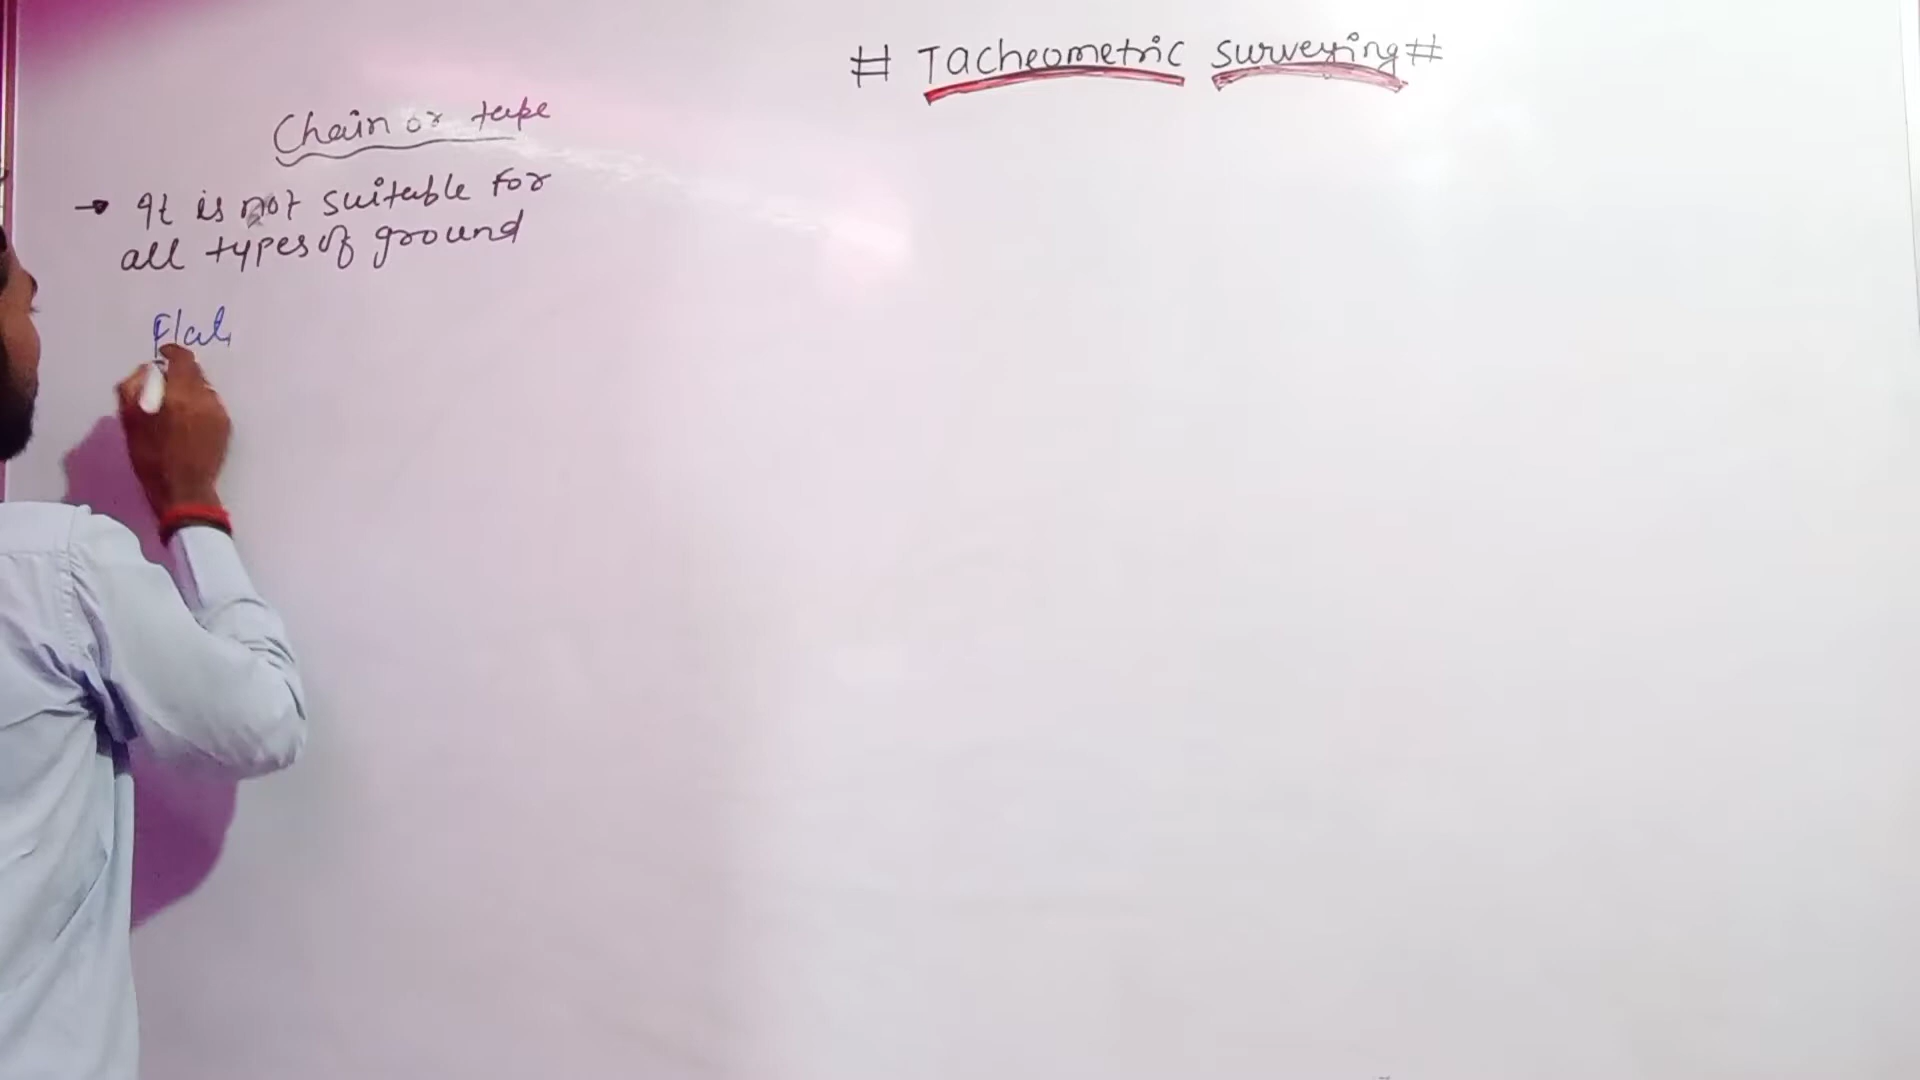 # Tacheometric surveying #
Chain or tape
→ It is not suitable for
all types of ground
Flat